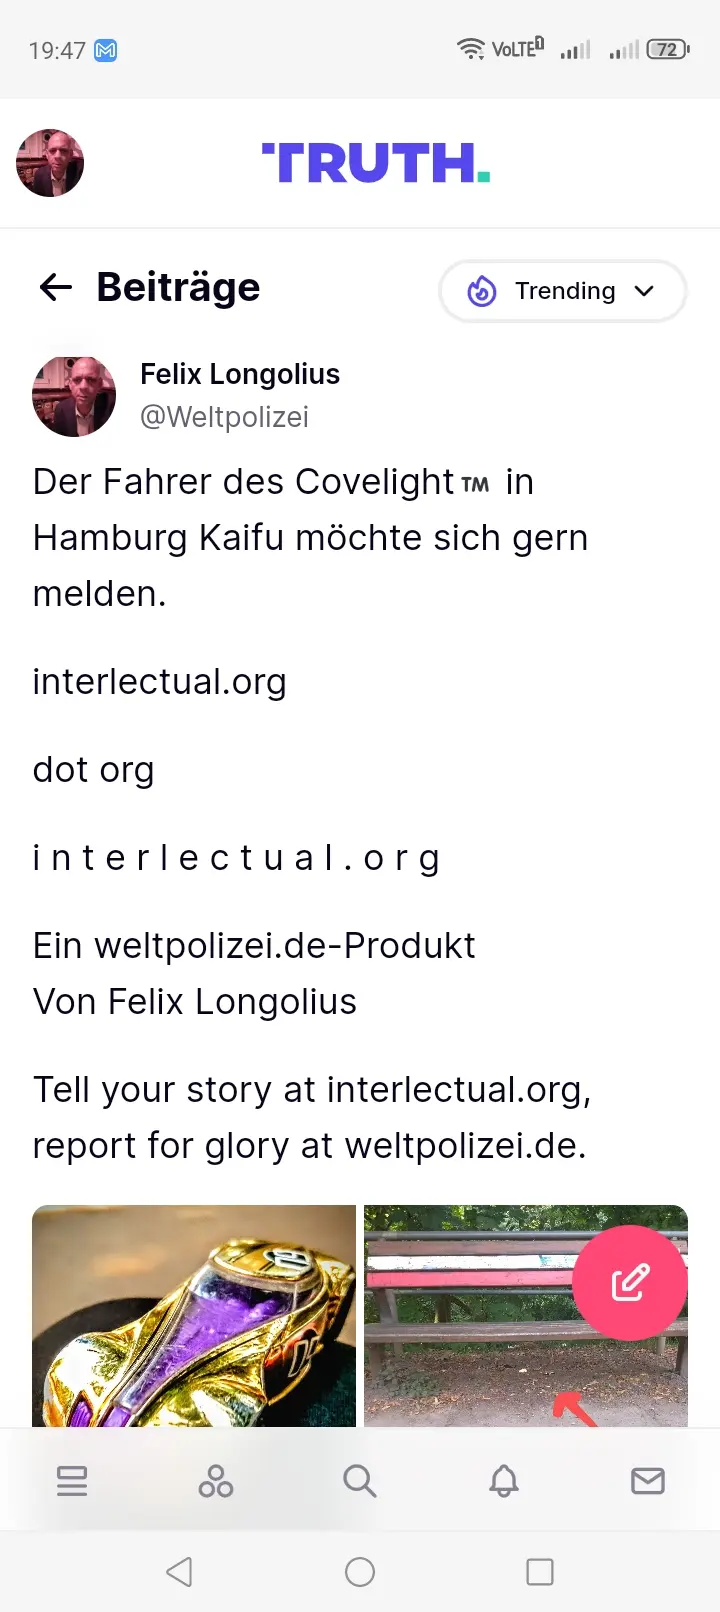 19:47
VoLTE 1
72
TRUTH.
Beiträge
Trending
Felix Longolius
@Weltpolizei
Der Fahrer des Covelight™ in
Hamburg Kaifu möchte sich gern
melden.
interlectual.org
dot org
i n t e r l e c t u a l . o r g
Ein weltpolizei.de-Produkt
Von Felix Longolius
Tell your story at interlectual.org,
report for glory at weltpolizei.de.